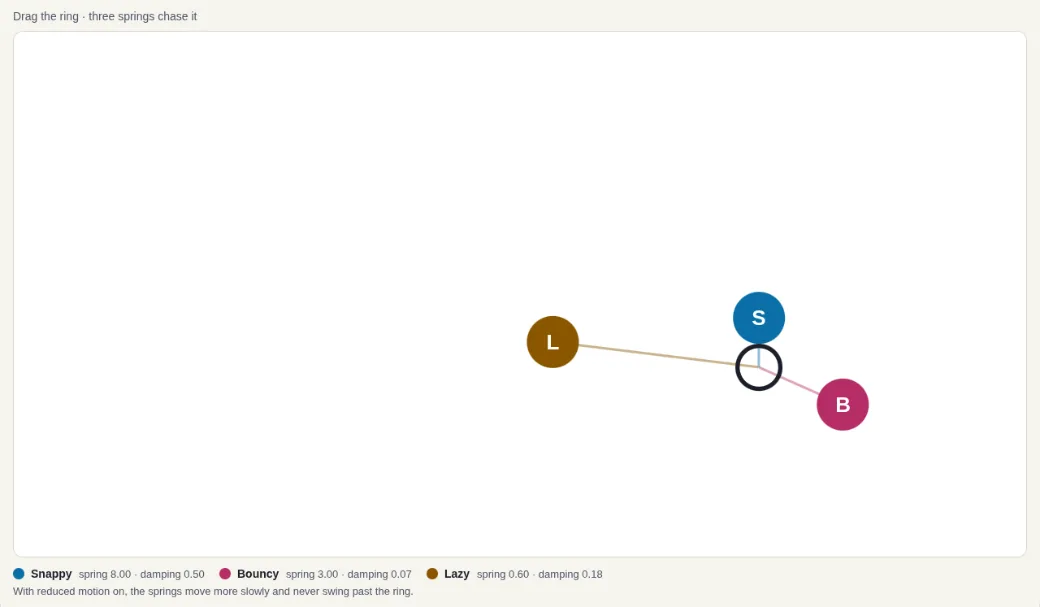 Drag the ring · three springs chase it
S
L
B
Snappy spring 8.00 · damping 0.50 Bouncy spring 3.00 · damping 0.07 Lazy spring 0.60 · damping 0.18
With reduced motion on, the springs move more slowly and never swing past the ring.